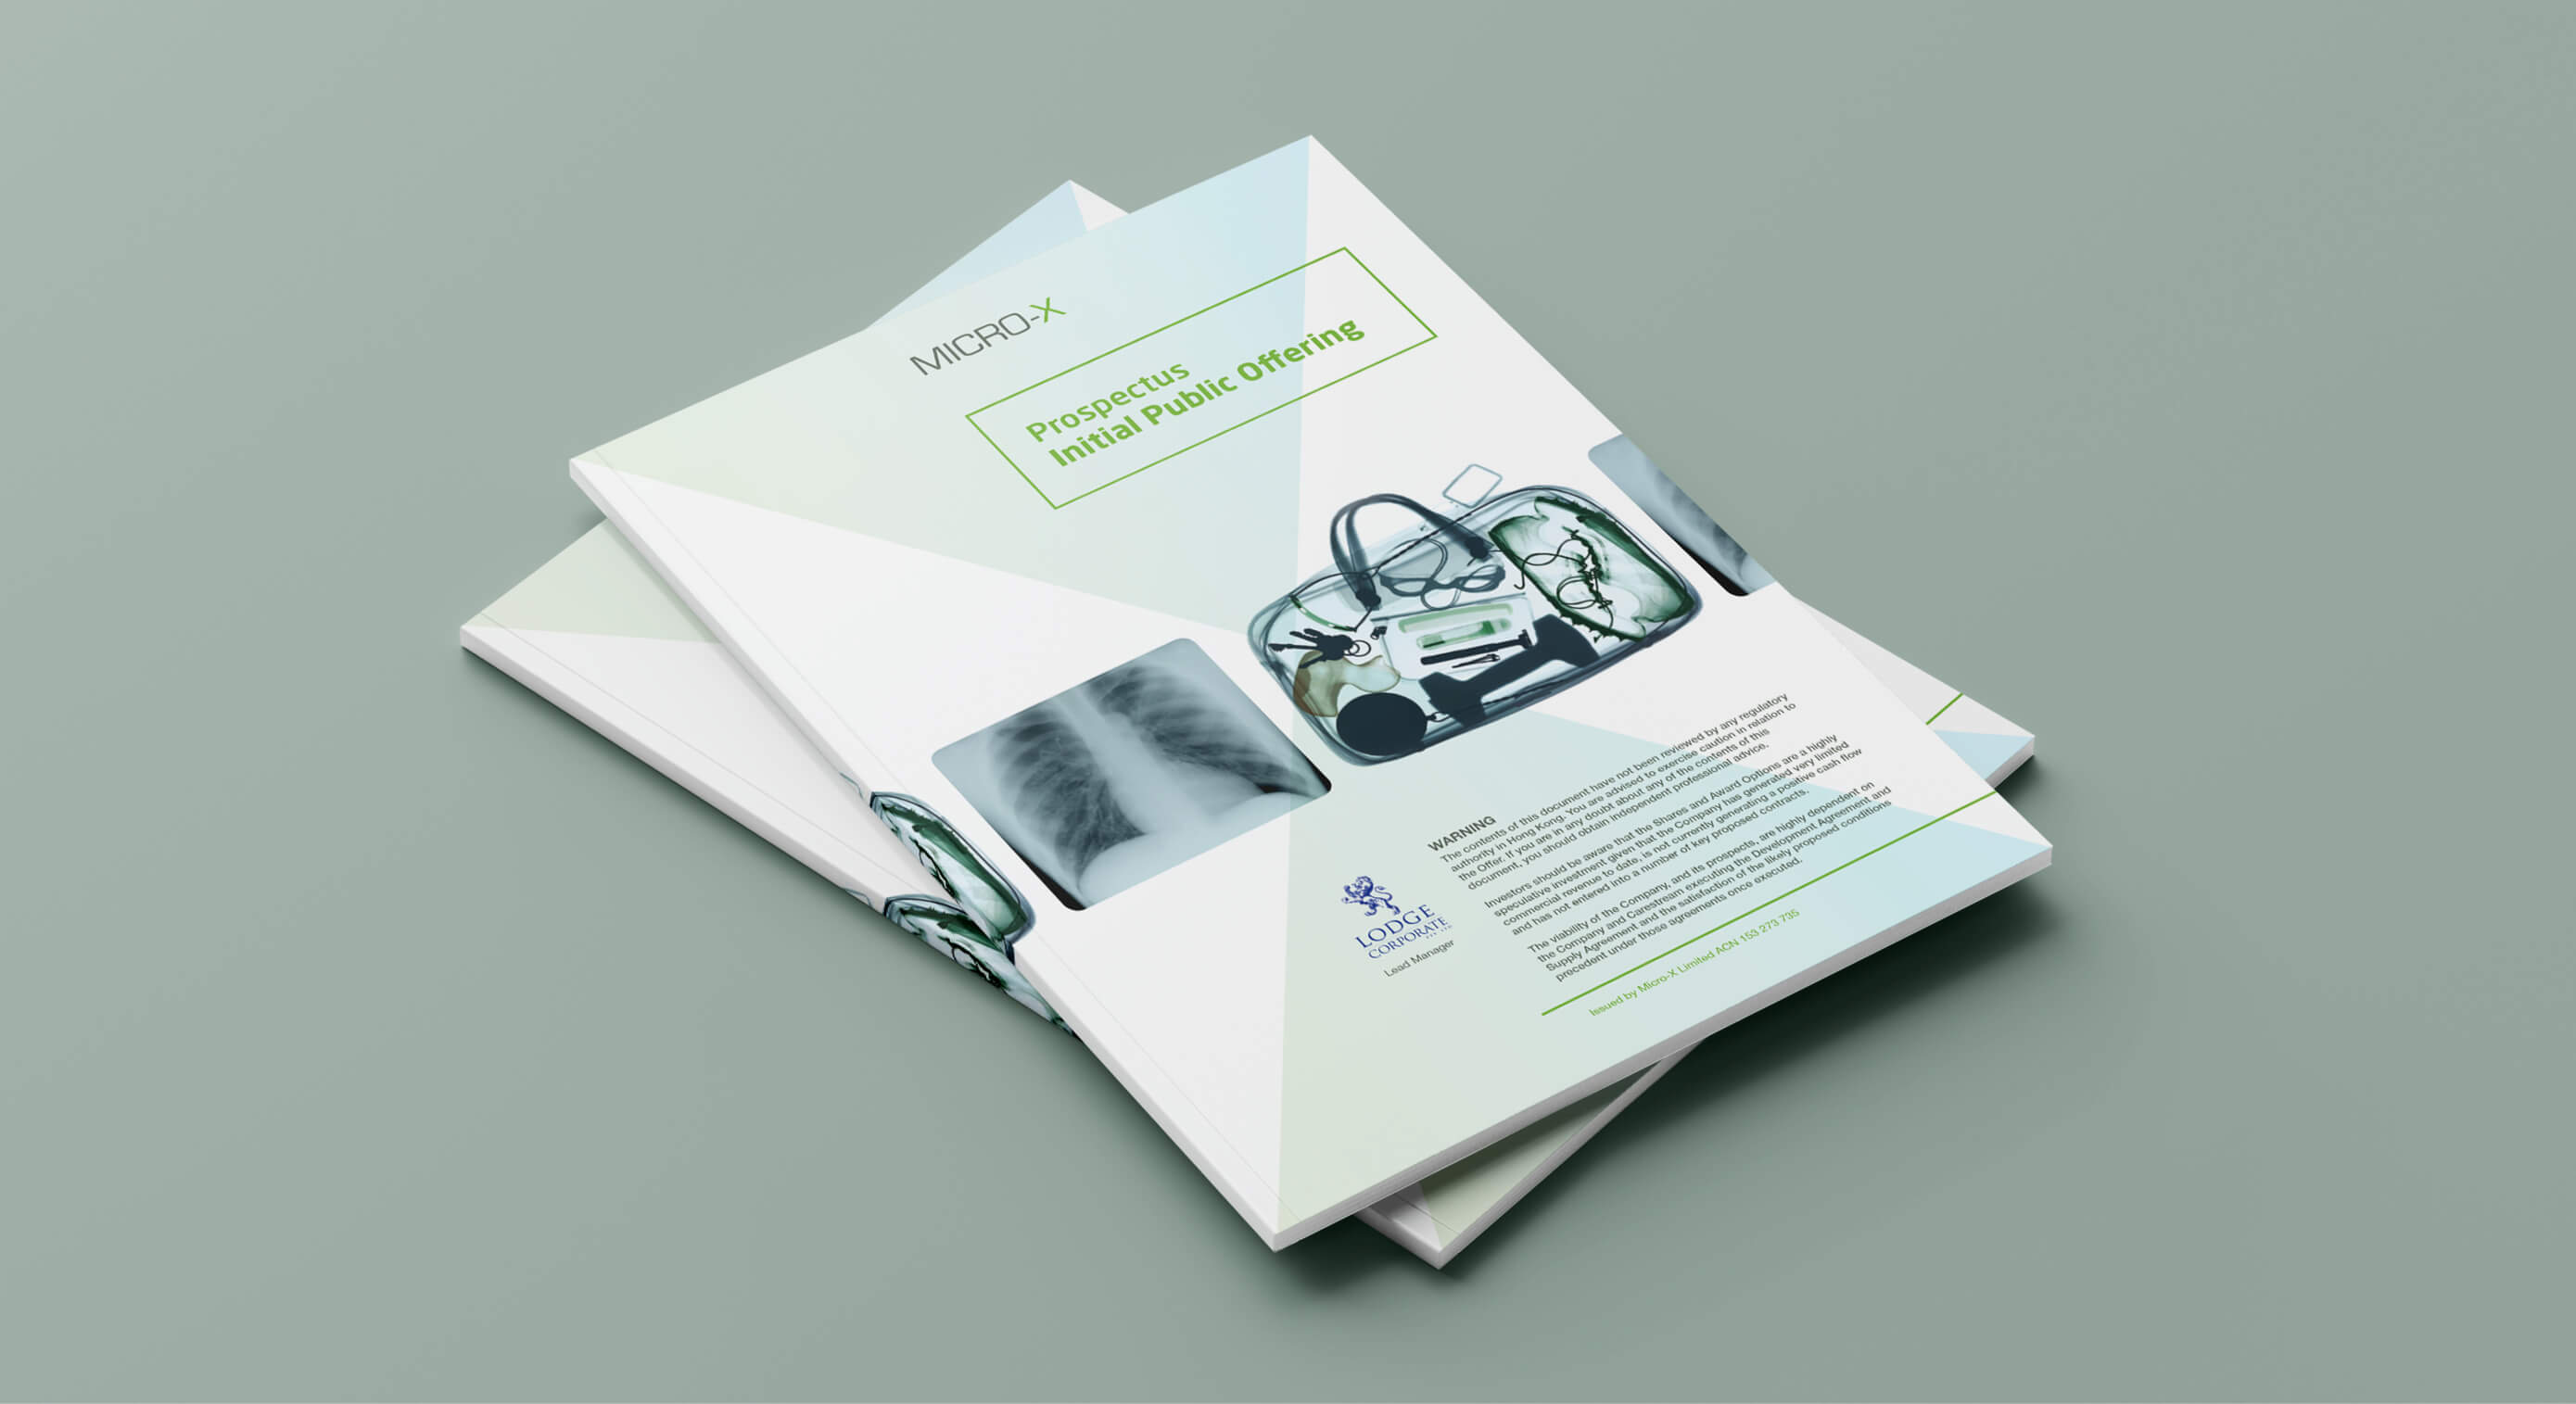 MICRO-X
Prospectus
Initial Public Offering
WARNING
The contents of this document have not been reviewed by any regulatory
authority in Hong Kong. You are advised to exercise caution in relation to
the Offer. If you are in any doubt about any of the contents of this
document, you should obtain independent professional advice.
Investors should be aware that the Shares and Award Options are a highly
speculative investment given that the Company has generated very limited
commercial revenue to date, is not currently generating a positive cash flow
and has not entered into a number of key proposed contracts.
The viability of the Company, and its prospects, are highly dependent on
the Company and Carestream executing the Development Agreement and
Supply Agreement and the satisfaction of the likely proposed conditions
precedent under those agreements once executed.
LODGE
CORPORATE
PTY LTD
Lead Manager
Issued by Micro-X Limited ACN 153 273 735